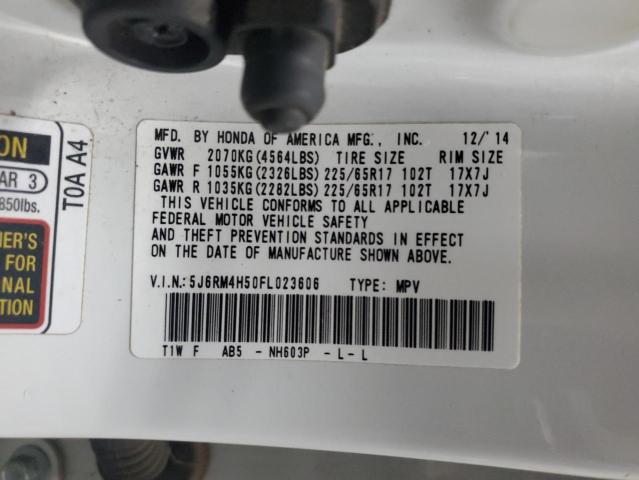 ON
AR 3
850lbs.
ER'S
FOR
NAL
TION
T0A A4
MFD. BY HONDA OF AMERICA MFG., INC. 12/'14
GVWR 2070KG(4564LBS) TIRE SIZE RIM SIZE
GAWR F 1055KG(2326LBS) 225/65R17 102T 17X7J
GAWR R 1035KG(2282LBS) 225/65R17 102T 17X7J
THIS VEHICLE CONFORMS TO ALL APPLICABLE
FEDERAL MOTOR VEHICLE SAFETY
AND THEFT PREVENTION STANDARDS IN EFFECT
ON THE DATE OF MANUFACTURE SHOWN ABOVE.
V.I.N.:5J6RM4H50FL023606 TYPE: MPV
T1W F AB5 - NH603P - L - L